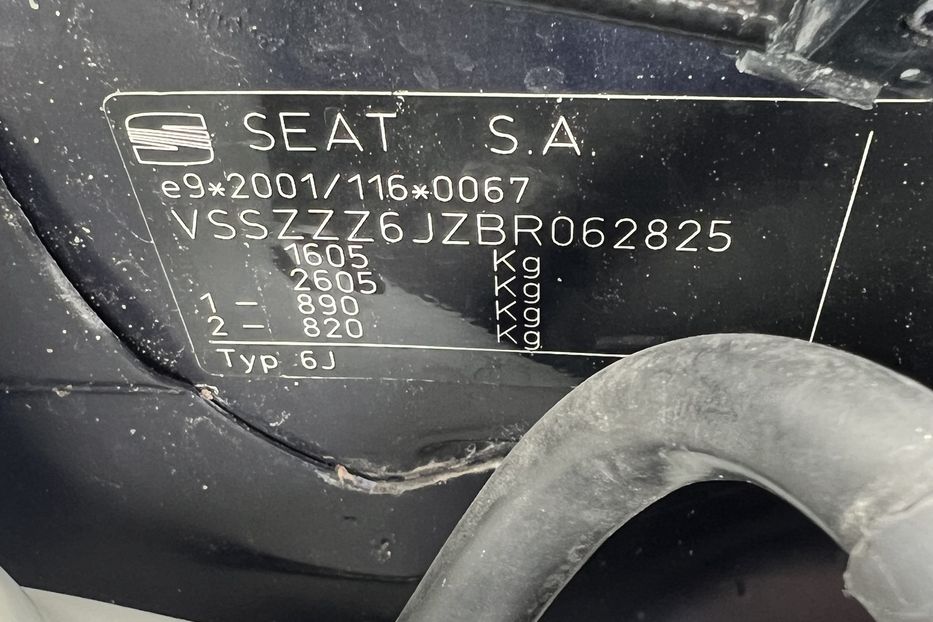 SEAT S.A.
e9*2001/116*0067
VSSZZZ6JZBR062825
1605 Kg
2605 Kg
1 - 890 Kg
2 - 820 Kg
Typ 6J